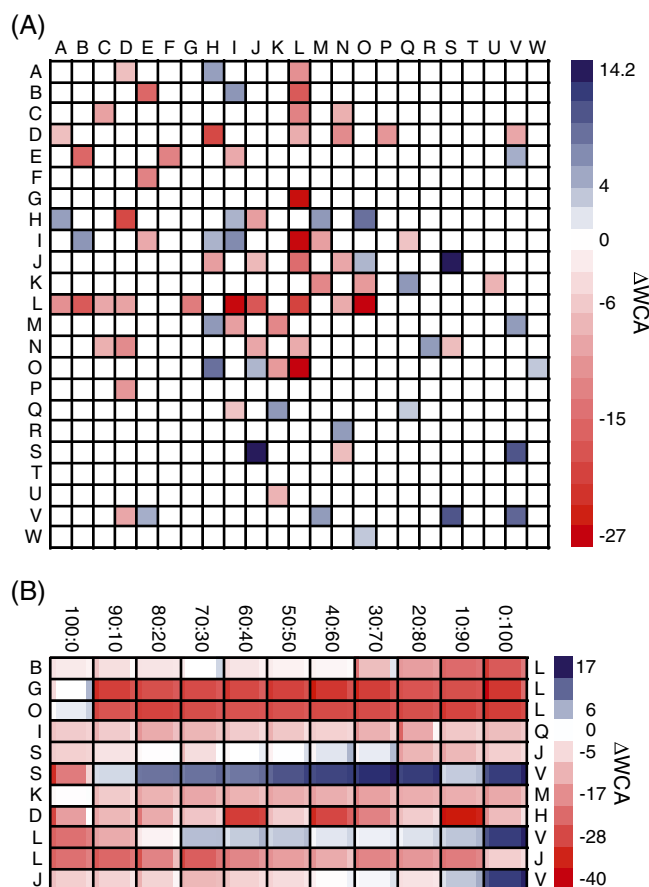 (A)
A B C D E F G H I J K L M N O P Q R S T U V W
A
B
C
D
E
F
G
H
I
J
K
L
M
N
O
P
Q
R
S
T
U
V
W
14.2
4
0
-6
-15
-27
ΔWCA
(B)
100:0 90:10 80:20 70:30 60:40 50:50 40:60 30:70 20:80 10:90 0:100
B L
G L
O L
I Q
S J
S V
K M
D H
L V
L J
J V
17
6
0
-5
-17
-28
-40
ΔWCA